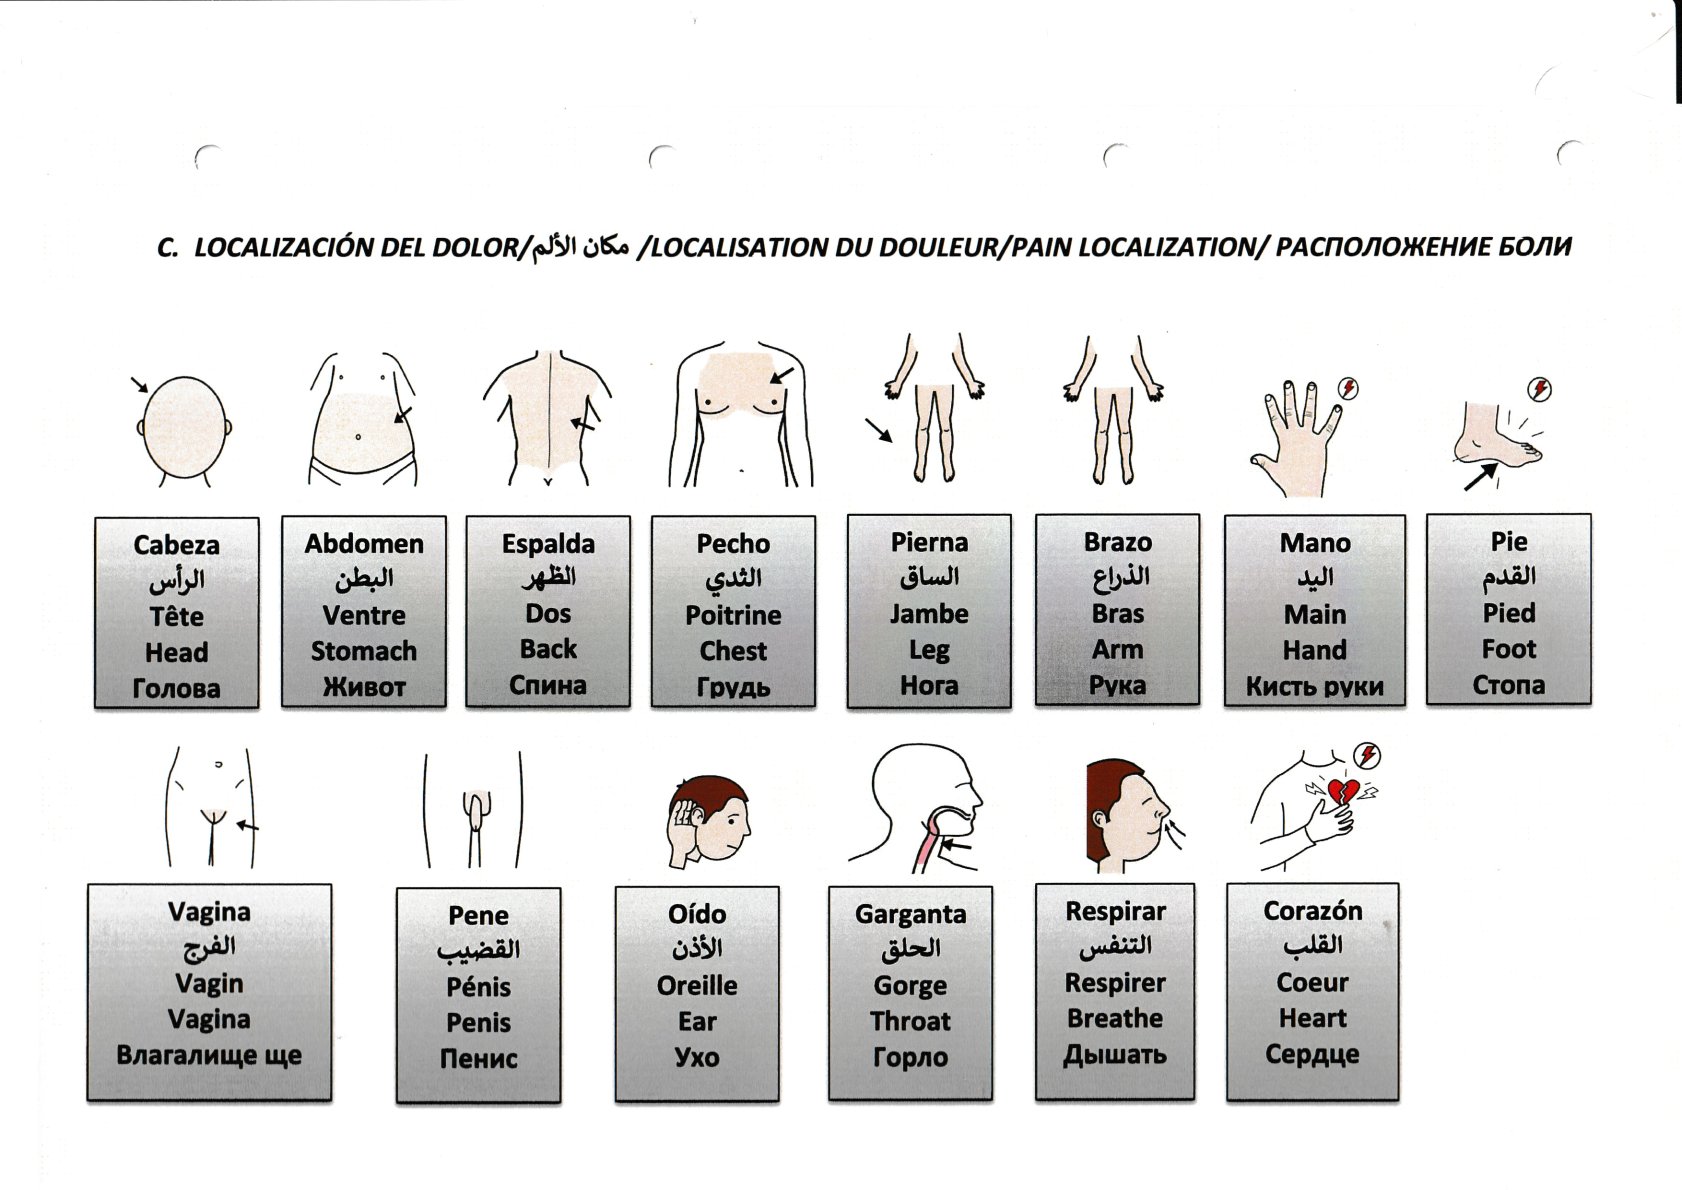 C. LOCALIZACIÓN DEL DOLOR/مكان الألم /LOCALISATION DU DOULEUR/PAIN LOCALIZATION/ РАСПОЛОЖЕНИЕ БОЛИ
Cabeza
الرأس
Tête
Head
Голова
Abdomen
البطن
Ventre
Stomach
Живот
Espalda
الظهر
Dos
Back
Спина
Pecho
الثدي
Poitrine
Chest
Грудь
Pierna
الساق
Jambe
Leg
Нога
Brazo
الذراع
Bras
Arm
Рука
Mano
اليد
Main
Hand
Кисть руки
Pie
القدم
Pied
Foot
Стопа
Vagina
الفرج
Vagin
Vagina
Влагалище ще
Pene
القضيب
Pénis
Penis
Пенис
Oído
الأذن
Oreille
Ear
Ухо
Garganta
الحلق
Gorge
Throat
Горло
Respirar
التنفس
Respirer
Breathe
Дышать
Corazón
القلب
Coeur
Heart
Сердце